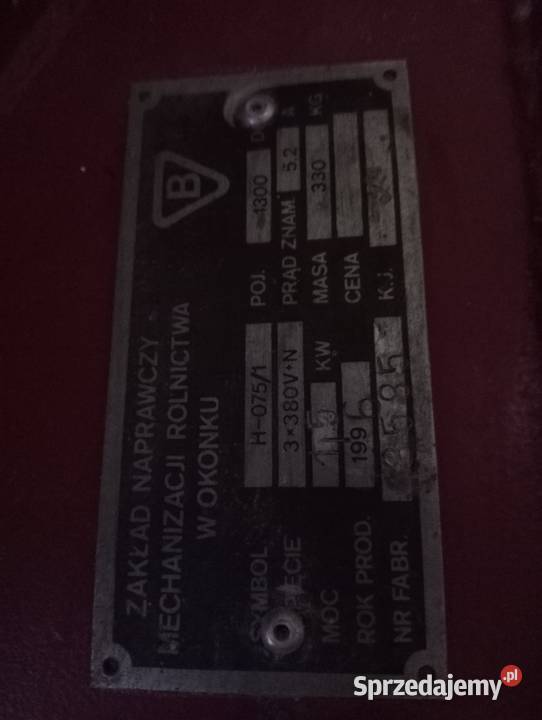 ZAKŁAD NAPRAWCZY
MECHANIZACJI ROLNICTWA
W OKONKU
B
SYMBOL H-075/1 POJ. 1300 D
3×380V+N PRĄD ZNAM 5.2 A
MOC KW MASA 330 KG
ROK PROD. 1996 CENA
NR FABR. K.J.
Sprzedajemy.pl